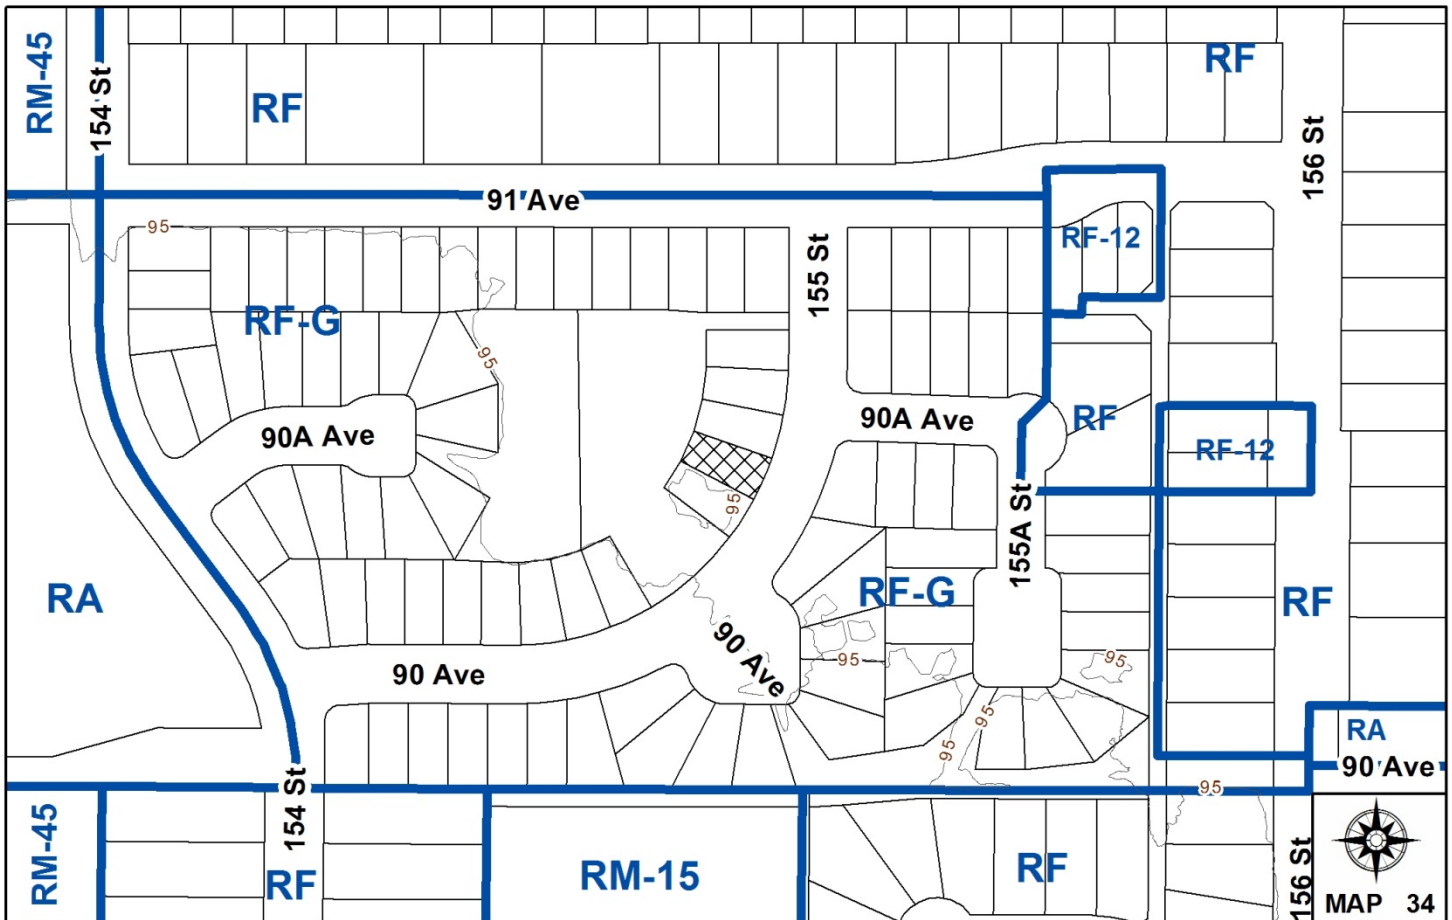 RM-45
154 St
RF
RF
156 St
91 Ave
95
RF-12
155 St
RF-G
95
90A Ave
90A Ave
RF
RF-12
95
155A St
RA
RF-G
RF
90 Ave
95
95
90 Ave
95
95
RA
90 Ave
95
154 St
RM-45
RF
RM-15
RF
156 St
MAP 34